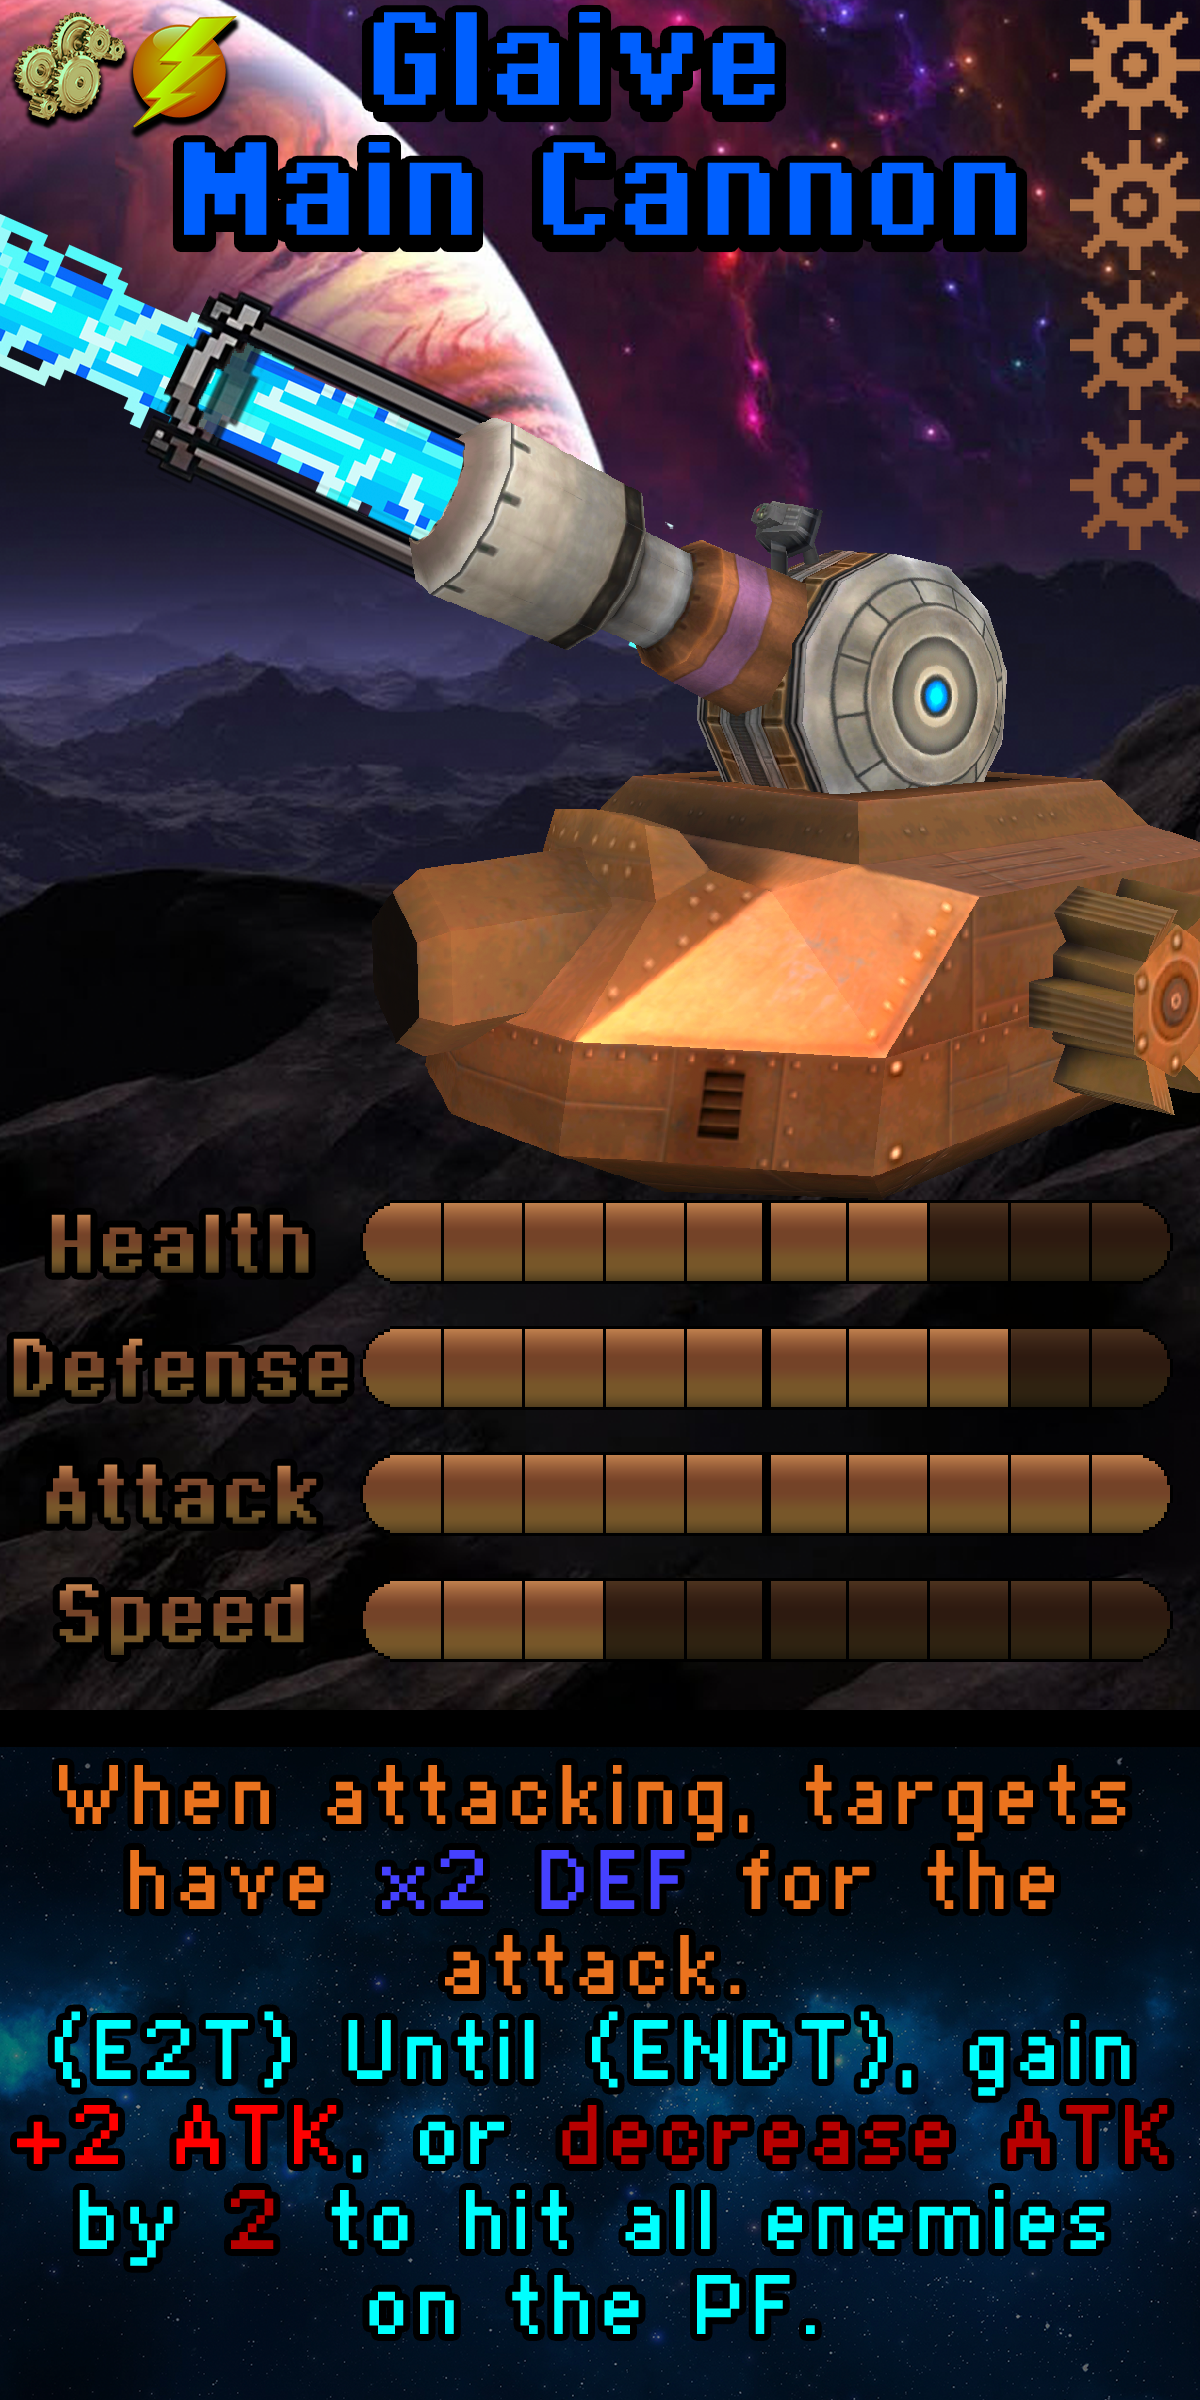 Glaive
Main Cannon
Health
Defense
Attack
Speed
When attacking, targets
have x2 DEF for the
attack.
(E2T) Until (ENDT), gain
+2 ATK, or decrease ATK
by 2 to hit all enemies
on the PF.